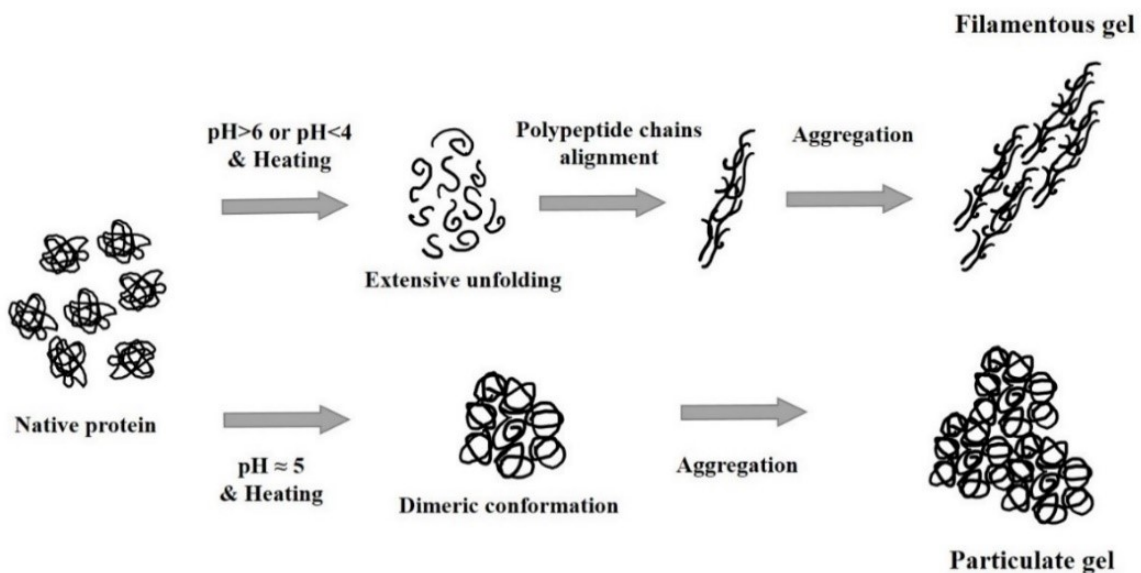 Filamentous gel
pH>6 or pH<4
& Heating
Polypeptide chains
alignment
Aggregation
Extensive unfolding
Native protein
pH ≈ 5
& Heating
Dimeric conformation
Aggregation
Particulate gel